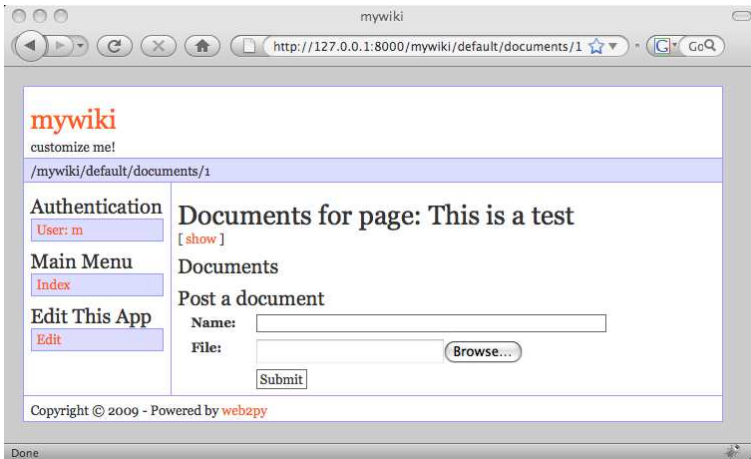 mywiki
http://127.0.0.1:8000/mywiki/default/documents/1
G GoQ
mywiki
customize me!
/mywiki/default/documents/1
Authentication
User: m
Main Menu
Index
Edit This App
Edit
Documents for page: This is a test
[ show ]
Documents
Post a document
Name:
File:
Browse...
Submit
Copyright © 2009 - Powered by web2py
Done